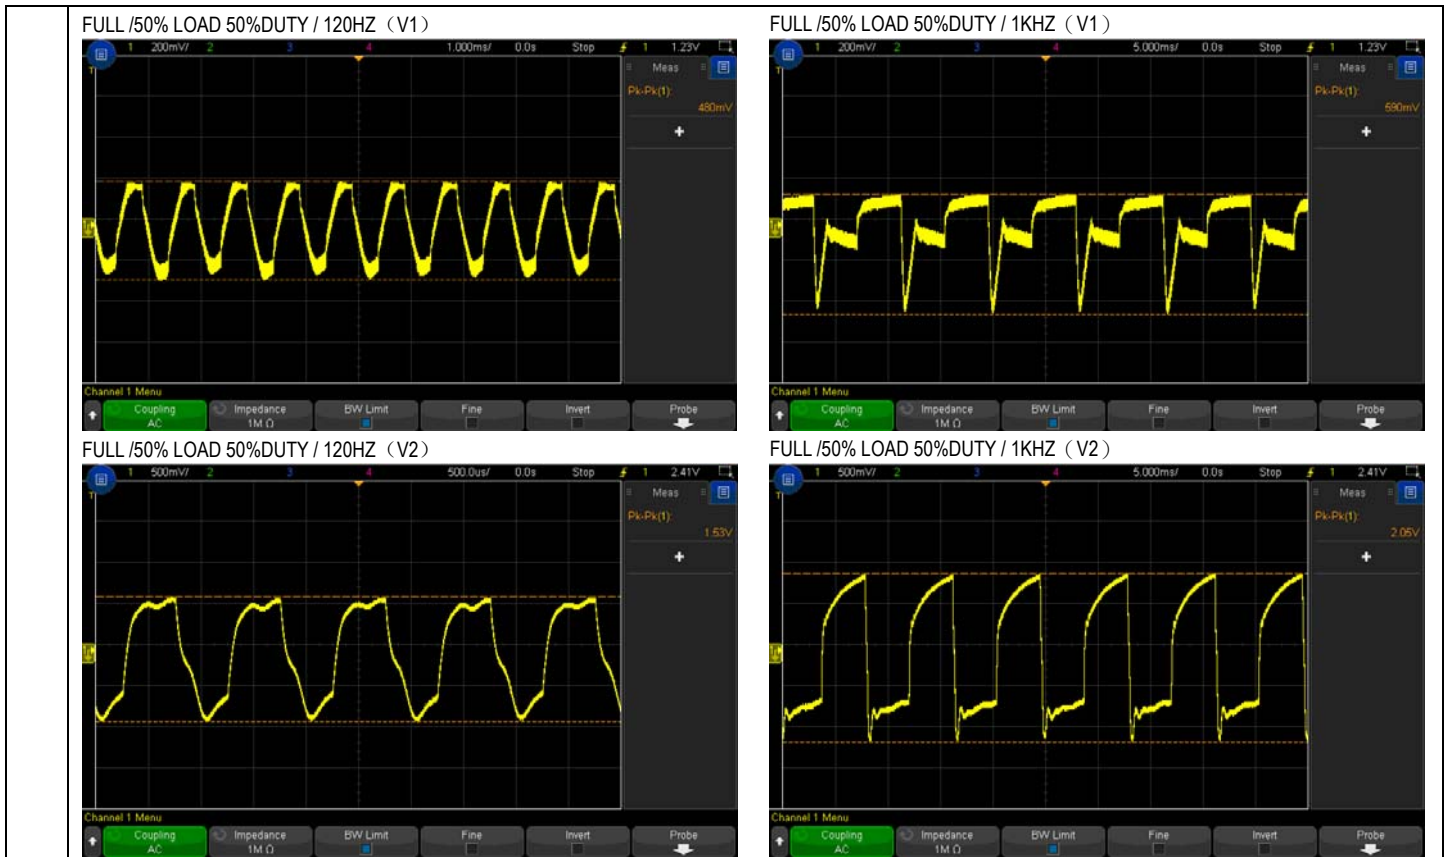 FULL /50% LOAD 50%DUTY / 120HZ（V1）
1 200mV/ 2 3 4 1.000ms/ 0.0s Stop 1 1.23V
T
Meas
Pk-Pk(1):
480mV
+
Channel 1 Menu
Coupling Impedance BW Limit Fine Invert Probe
AC 1M Ω
FULL /50% LOAD 50%DUTY / 1KHZ（V1）
1 200mV/ 2 3 4 5.000ms/ 0.0s Stop 1 1.23V
T
Meas
Pk-Pk(1):
590mV
+
Channel 1 Menu
Coupling Impedance BW Limit Fine Invert Probe
AC 1M Ω
FULL /50% LOAD 50%DUTY / 120HZ（V2）
1 500mV/ 2 3 4 500.0us/ 0.0s Stop 1 2.41V
T
Meas
Pk-Pk(1):
1.53V
+
Channel 1 Menu
Coupling Impedance BW Limit Fine Invert Probe
AC 1M Ω
FULL /50% LOAD 50%DUTY / 1KHZ（V2）
1 500mV/ 2 3 4 5.000ms/ 0.0s Stop 1 2.41V
T
Meas
Pk-Pk(1):
2.05V
+
Channel 1 Menu
Coupling Impedance BW Limit Fine Invert Probe
AC 1M Ω